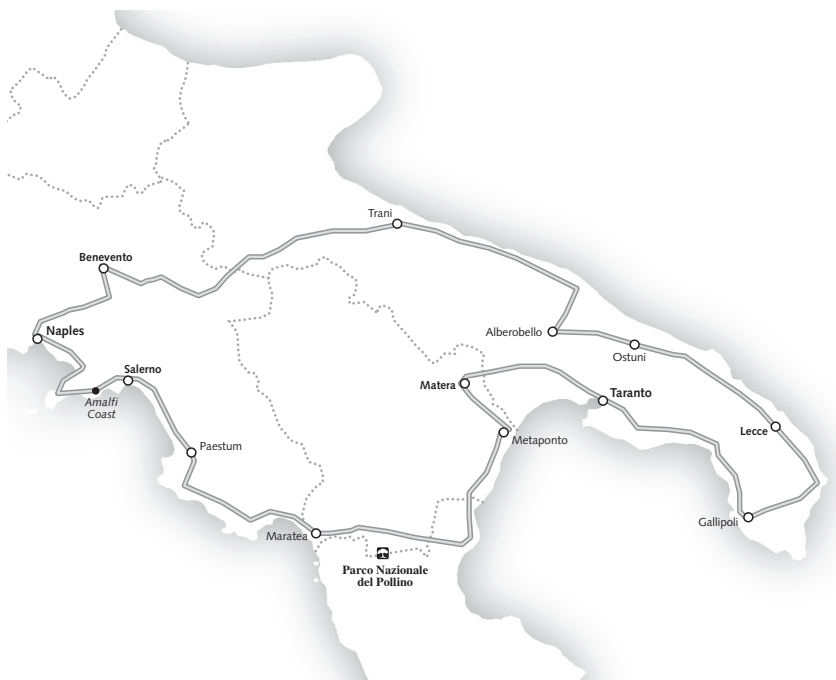 Trani
Benevento
Naples
Alberobello
Ostuni
Salerno
Matera
Taranto
Amalfi
Coast
Lecce
Metaponto
Paestum
Gallipoli
Maratea
Parco Nazionale
del Pollino